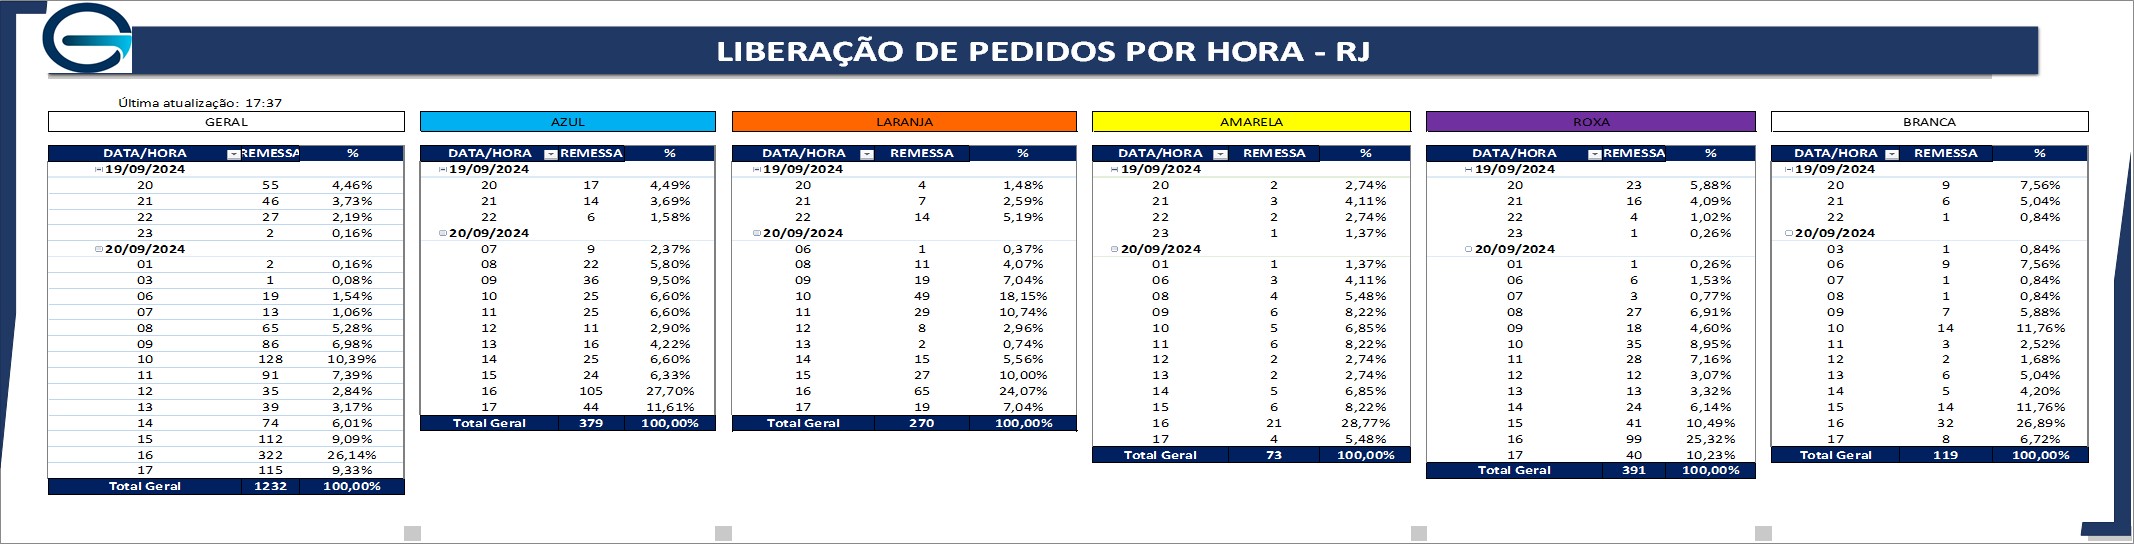 LIBERAÇÃO DE PEDIDOS POR HORA - RJ
Última atualização: 17:37
GERAL
DATA/HORA REMESSA %
19/09/2024
20 55 4,46%
21 46 3,73%
22 27 2,19%
23 2 0,16%
20/09/2024
01 2 0,16%
03 1 0,08%
06 19 1,54%
07 13 1,06%
08 65 5,28%
09 86 6,98%
10 128 10,39%
11 91 7,39%
12 35 2,84%
13 39 3,17%
14 74 6,01%
15 112 9,09%
16 322 26,14%
17 115 9,33%
Total Geral 1232 100,00%
AZUL
DATA/HORA REMESSA %
19/09/2024
20 17 4,49%
21 14 3,69%
22 6 1,58%
20/09/2024
07 9 2,37%
08 22 5,80%
09 36 9,50%
10 25 6,60%
11 25 6,60%
12 11 2,90%
13 16 4,22%
14 25 6,60%
15 24 6,33%
16 105 27,70%
17 44 11,61%
Total Geral 379 100,00%
LARANJA
DATA/HORA REMESSA %
19/09/2024
20 4 1,48%
21 7 2,59%
22 14 5,19%
20/09/2024
06 1 0,37%
08 11 4,07%
09 19 7,04%
10 49 18,15%
11 29 10,74%
12 8 2,96%
13 2 0,74%
14 15 5,56%
15 27 10,00%
16 65 24,07%
17 19 7,04%
Total Geral 270 100,00%
AMARELA
DATA/HORA REMESSA %
19/09/2024
20 2 2,74%
21 3 4,11%
22 2 2,74%
23 1 1,37%
20/09/2024
01 1 1,37%
06 3 4,11%
08 4 5,48%
09 6 8,22%
10 5 6,85%
11 6 8,22%
12 2 2,74%
13 2 2,74%
14 5 6,85%
15 6 8,22%
16 21 28,77%
17 4 5,48%
Total Geral 73 100,00%
ROXA
DATA/HORA REMESSA %
19/09/2024
20 23 5,88%
21 16 4,09%
22 4 1,02%
23 1 0,26%
20/09/2024
01 1 0,26%
06 6 1,53%
07 3 0,77%
08 27 6,91%
09 18 4,60%
10 35 8,95%
11 28 7,16%
12 12 3,07%
13 13 3,32%
14 24 6,14%
15 41 10,49%
16 99 25,32%
17 40 10,23%
Total Geral 391 100,00%
BRANCA
DATA/HORA REMESSA %
19/09/2024
20 9 7,56%
21 6 5,04%
22 1 0,84%
20/09/2024
03 1 0,84%
06 9 7,56%
07 1 0,84%
08 1 0,84%
09 7 5,88%
10 14 11,76%
11 3 2,52%
12 2 1,68%
13 6 5,04%
14 5 4,20%
15 14 11,76%
16 32 26,89%
17 8 6,72%
Total Geral 119 100,00%